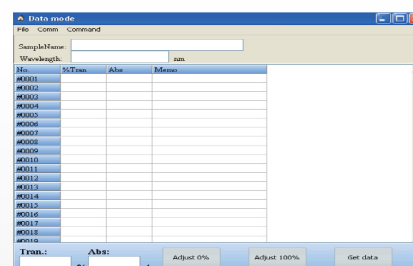 Data mode
File Comm Command
SampleName:
Wavelength: nm
No. %Tran Abs Memo
#0001
#0002
#0003
#0004
#0005
#0006
#0007
#0008
#0009
#0010
#0011
#0012
#0013
#0014
#0015
#0016
#0017
#0018
#0019
Tran.: Abs:
% Adjust 0% Adjust 100% Get data